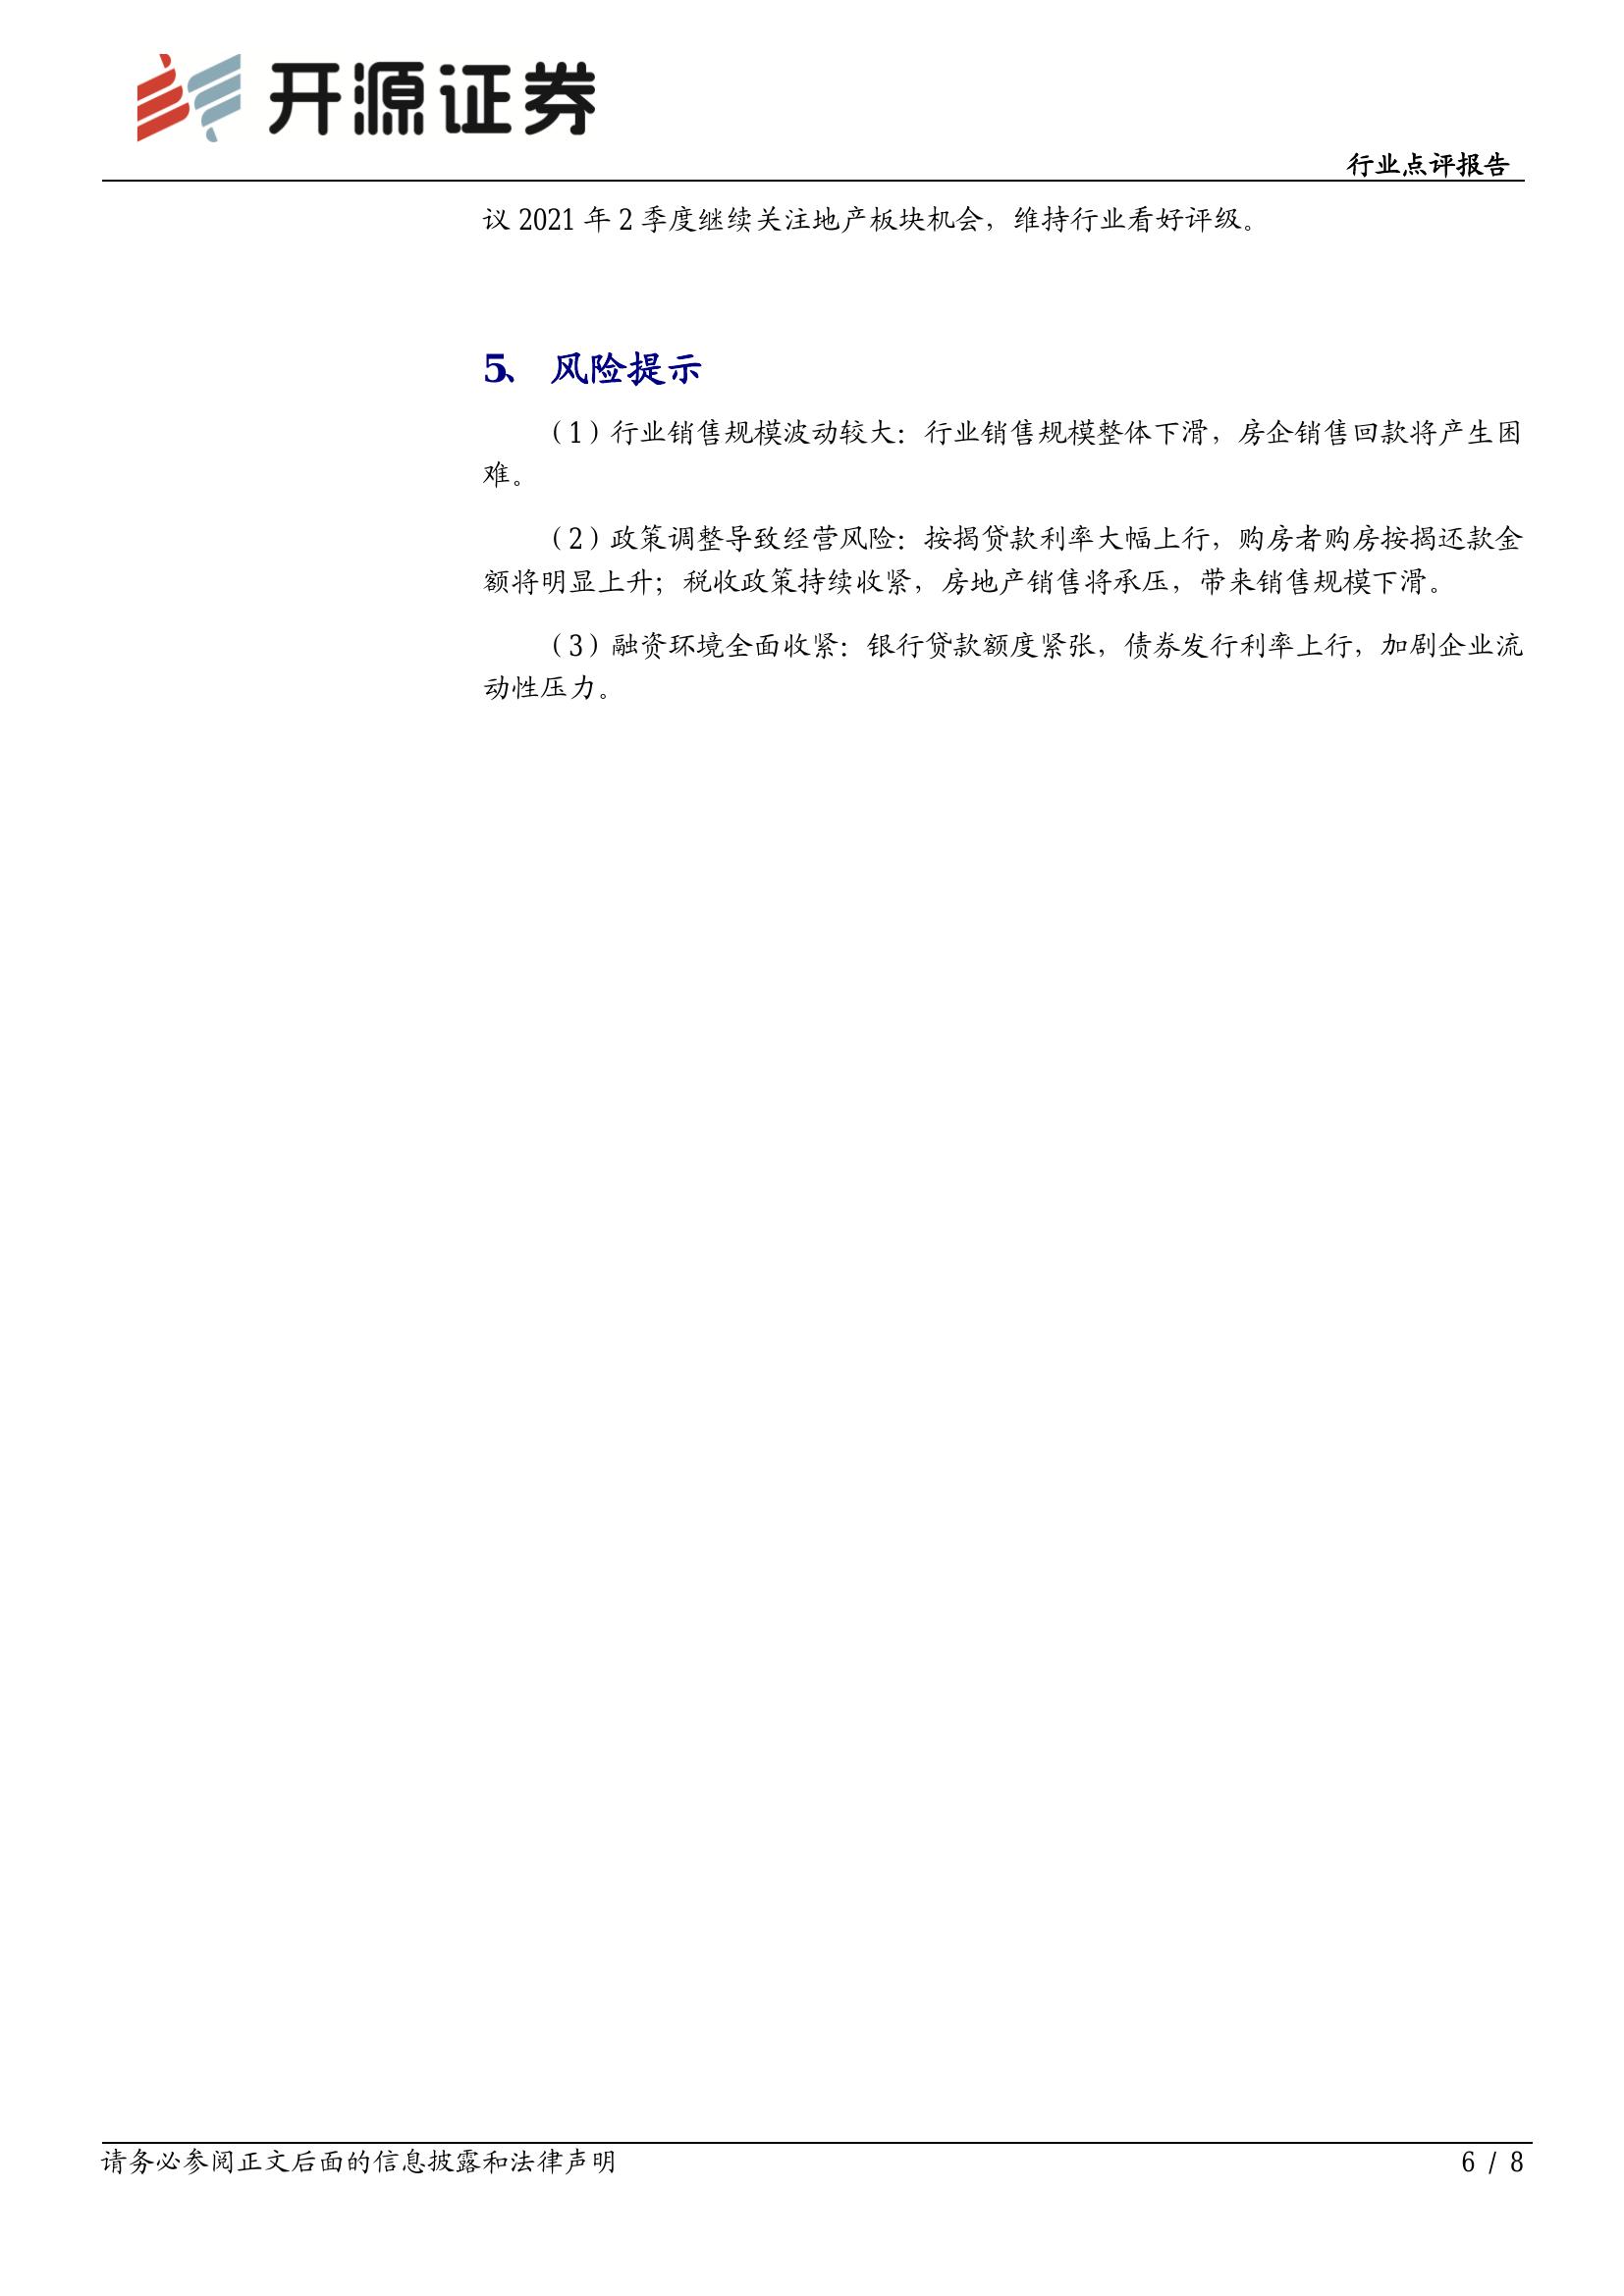 开源证券
行业点评报告
议 2021 年 2 季度继续关注地产板块机会，维持行业看好评级。
5、 风险提示
（1）行业销售规模波动较大：行业销售规模整体下滑，房企销售回款将产生困
难。
（2）政策调整导致经营风险：按揭贷款利率大幅上行，购房者购房按揭还款金
额将明显上升；税收政策持续收紧，房地产销售将承压，带来销售规模下滑。
（3）融资环境全面收紧：银行贷款额度紧张，债券发行利率上行，加剧企业流
动性压力。
请务必参阅正文后面的信息披露和法律声明
6 / 8